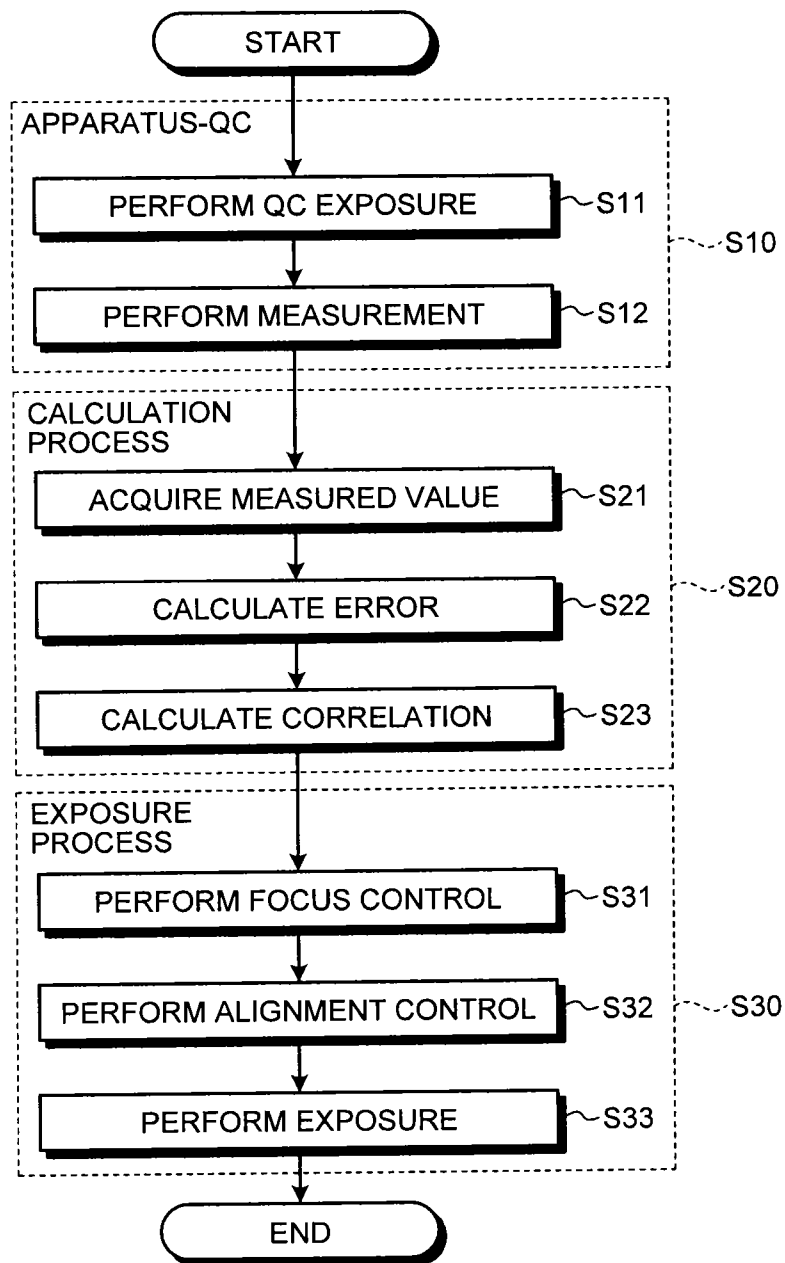 START
APPARATUS-QC
PERFORM QC EXPOSURE
S11
S10
PERFORM MEASUREMENT
S12
CALCULATION
PROCESS
ACQUIRE MEASURED VALUE
S21
CALCULATE ERROR
S22
S20
CALCULATE CORRELATION
S23
EXPOSURE
PROCESS
PERFORM FOCUS CONTROL
S31
PERFORM ALIGNMENT CONTROL
S32
S30
PERFORM EXPOSURE
S33
END